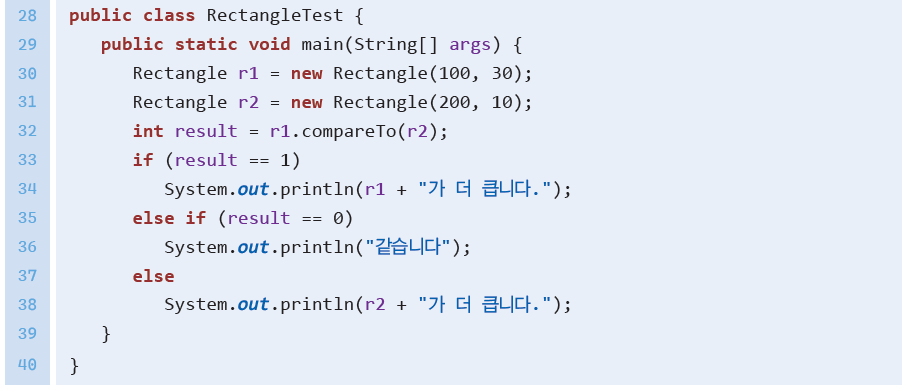 28 public class RectangleTest {
29 public static void main(String[] args) {
30 Rectangle r1 = new Rectangle(100, 30);
31 Rectangle r2 = new Rectangle(200, 10);
32 int result = r1.compareTo(r2);
33 if (result == 1)
34 System.out.println(r1 + "가 더 큽니다.");
35 else if (result == 0)
36 System.out.println("같습니다");
37 else
38 System.out.println(r2 + "가 더 큽니다.");
39 }
40 }